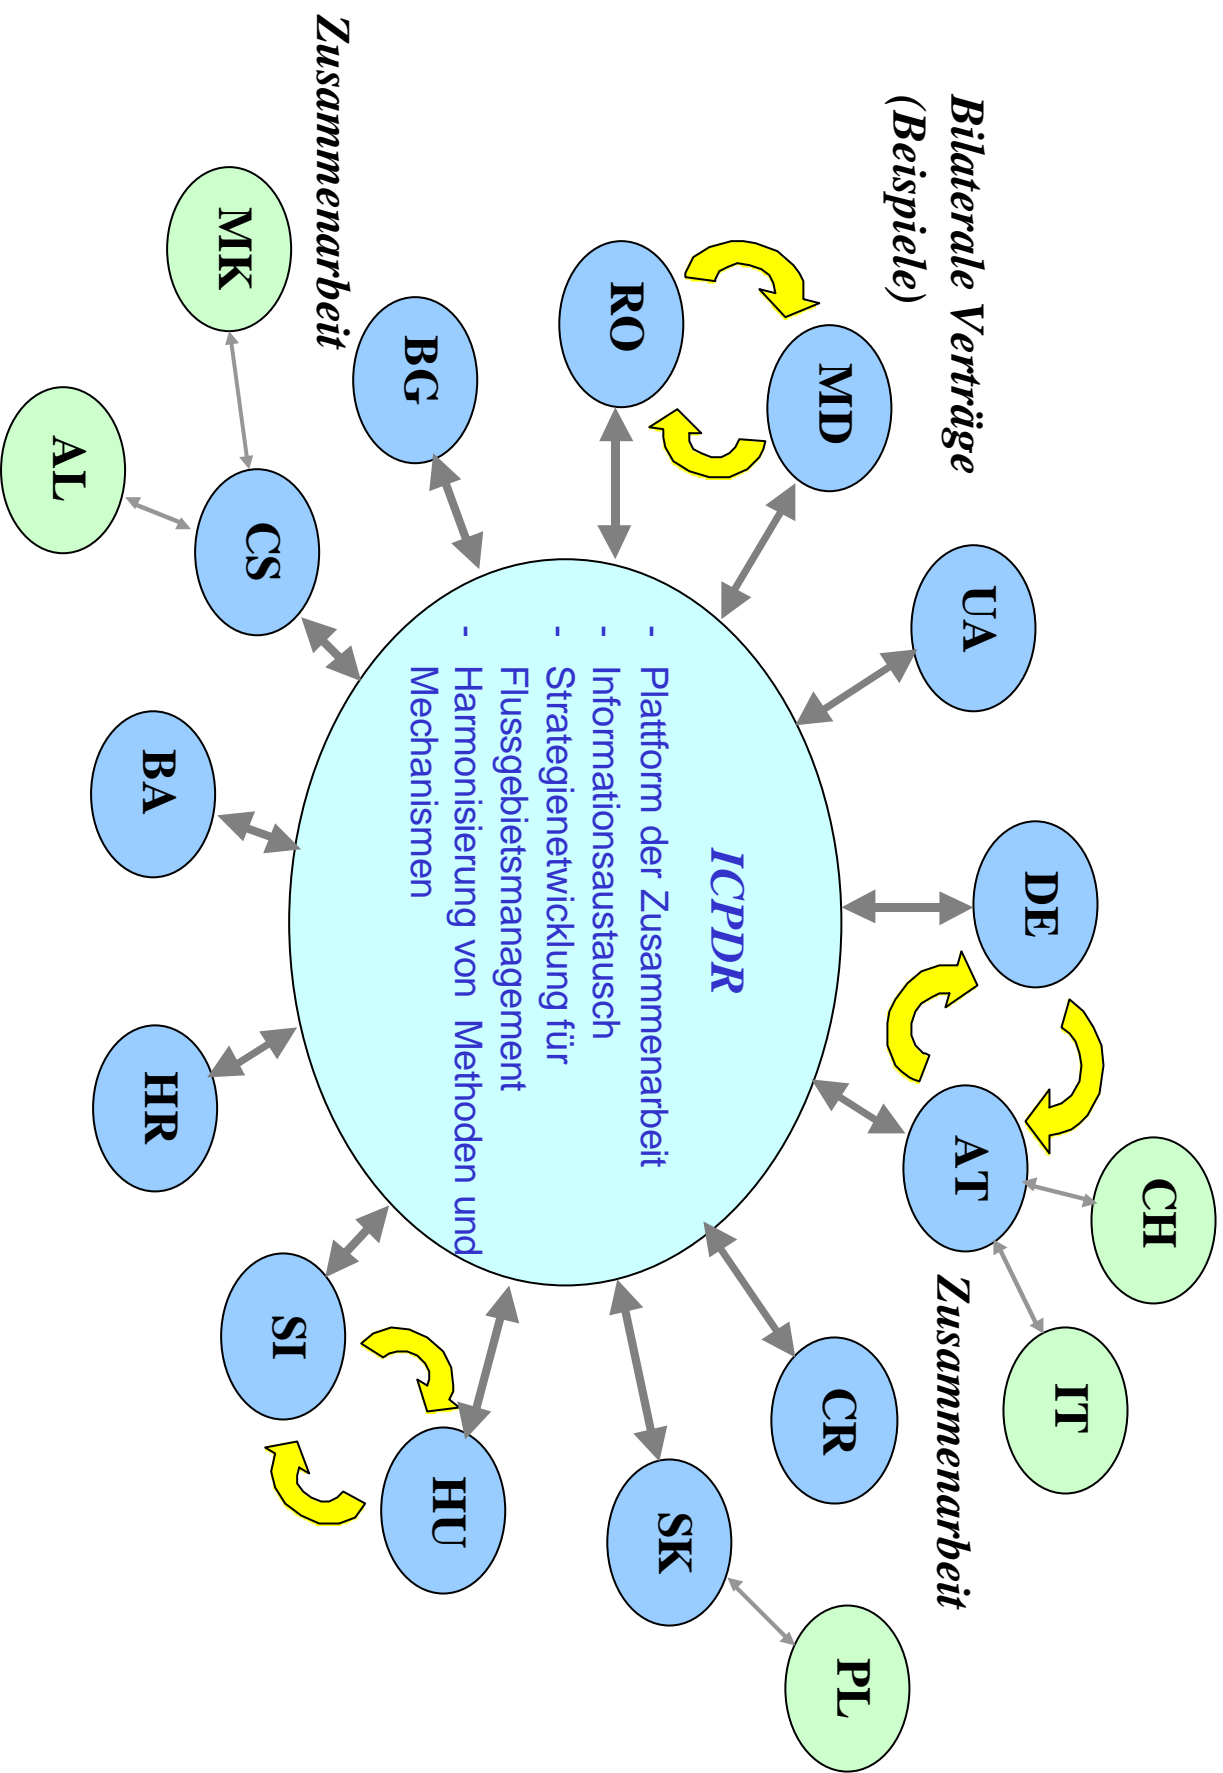 CH
DE
IT
Bilaterale Verträge
(Beispiele)
UA
AT
Zusammenarbeit
MD
CR
PL
ICPDR
RO
- Plattform der Zusammenarbeit
- Informationsaustausch
- Strategienetwicklung für
Flussgebietsmanagement
- Harmonisierung von Methoden und
Mechanismen
SK
BG
HU
Zusammenarbeit
SI
CS
MK
HR
BA
AL